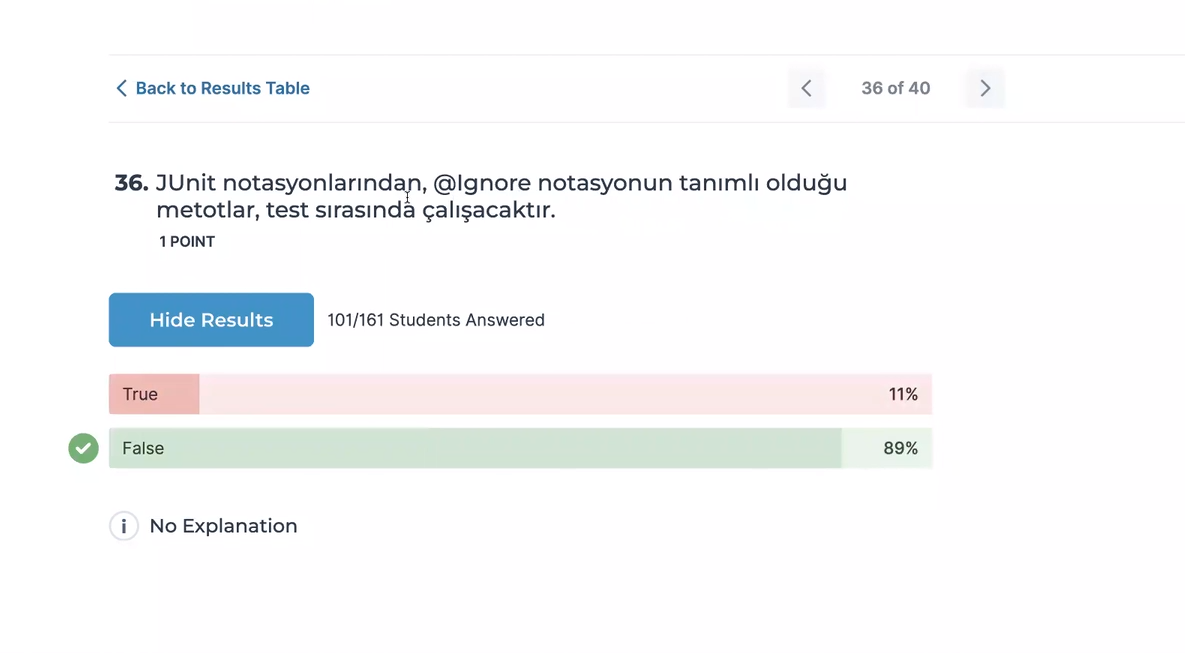 Back to Results Table
36 of 40
36. JUnit notasyonlarından, @Ignore notasyonun tanımlı olduğu
metotlar, test sırasında çalışacaktır.
1 POINT
Hide Results
101/161 Students Answered
True
11%
False
89%
i No Explanation